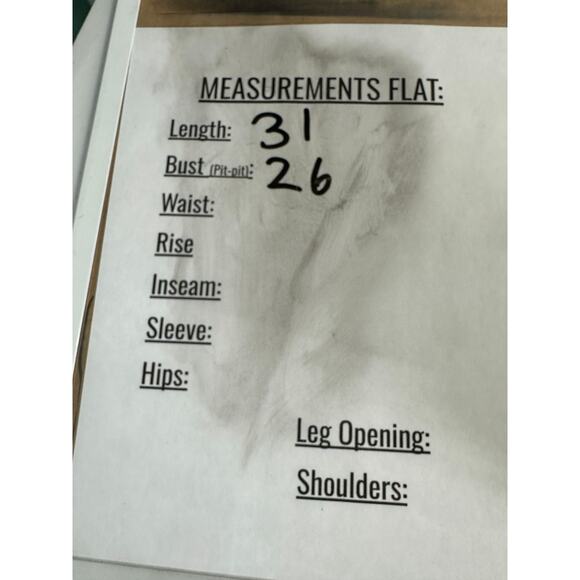 MEASUREMENTS FLAT:
Length: 31
Bust (Pit-pit): 26
Waist:
Rise
Inseam:
Sleeve:
Hips:
Leg Opening:
Shoulders: